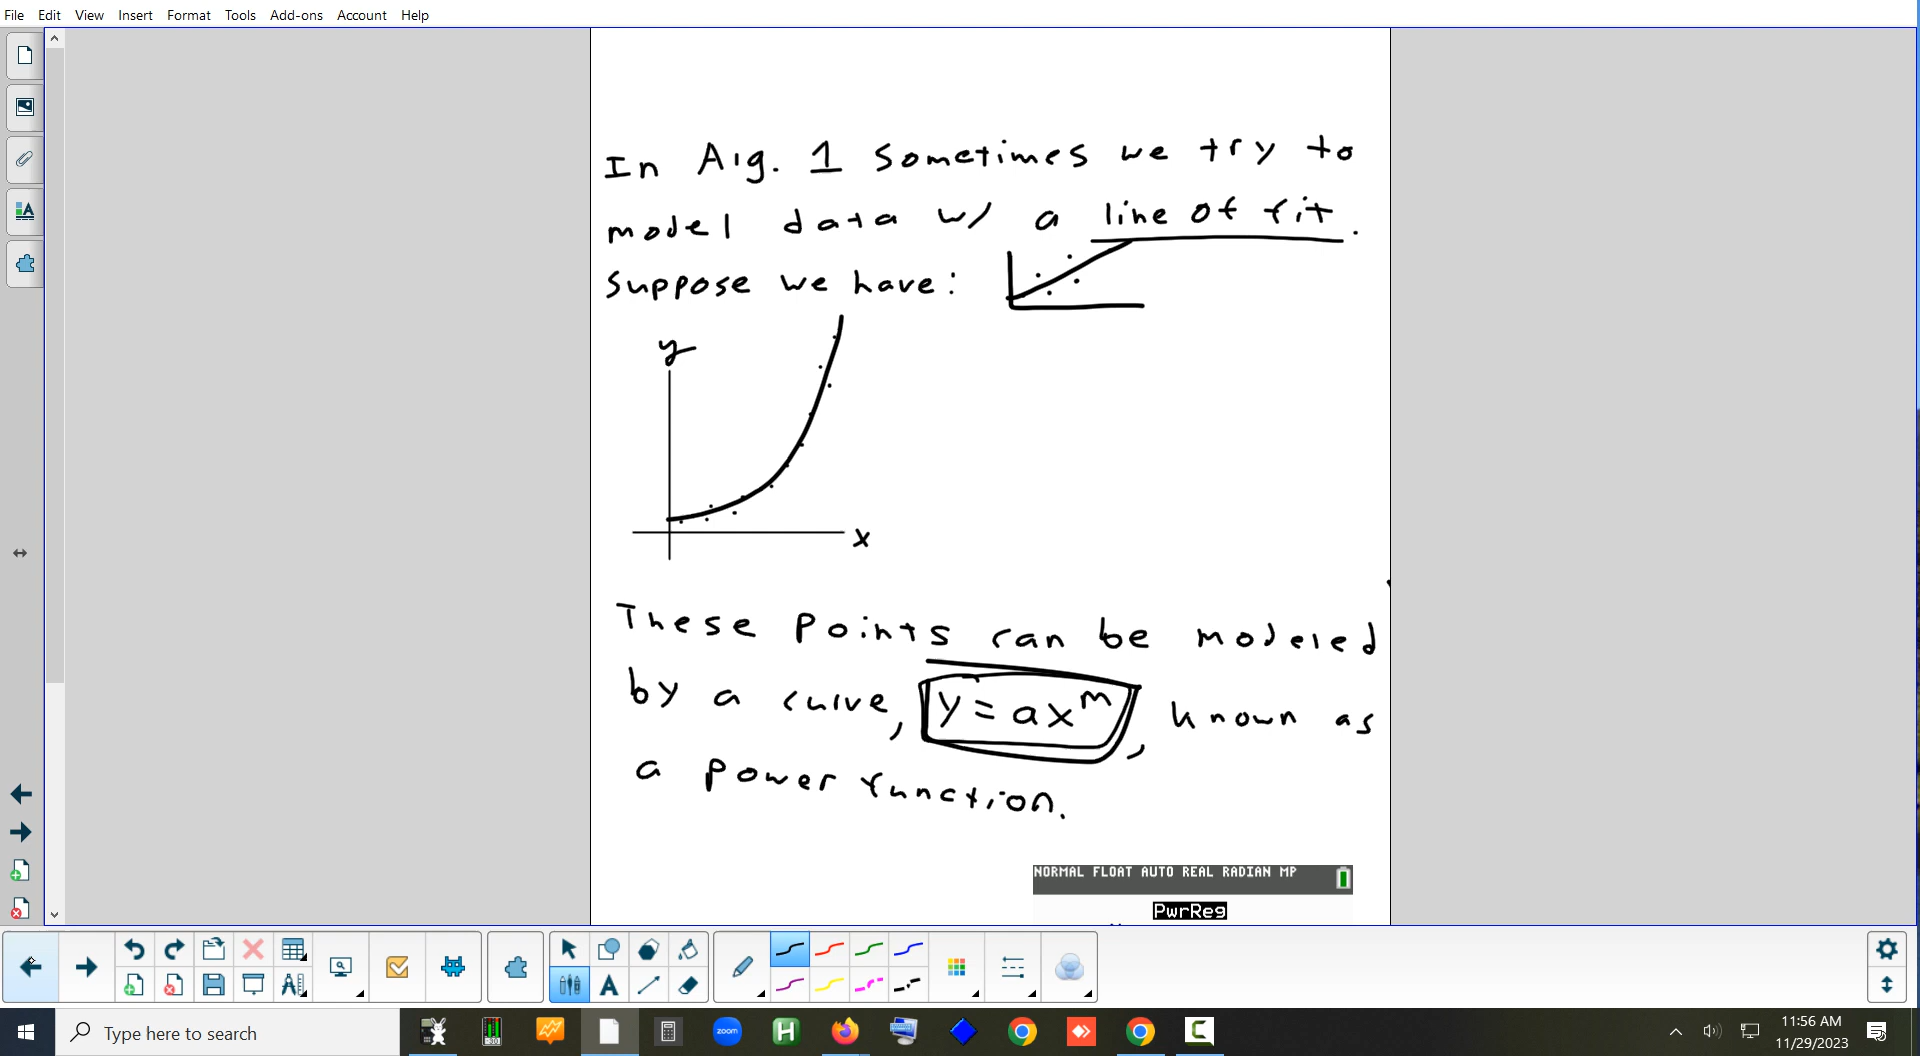 File Edit View Insert Format Tools Add-ons Account Help
In Alg. 1 sometimes we try to
model data w/ a line of fit.
Suppose we have:
y
x
These points can be modeled
by a curve, y = ax^m, known as
a power function.
NORMAL FLOAT AUTO REAL RADIAN MP
PwrReg
A
Type here to search
zoom
H
C
11:56 AM
11/29/2023